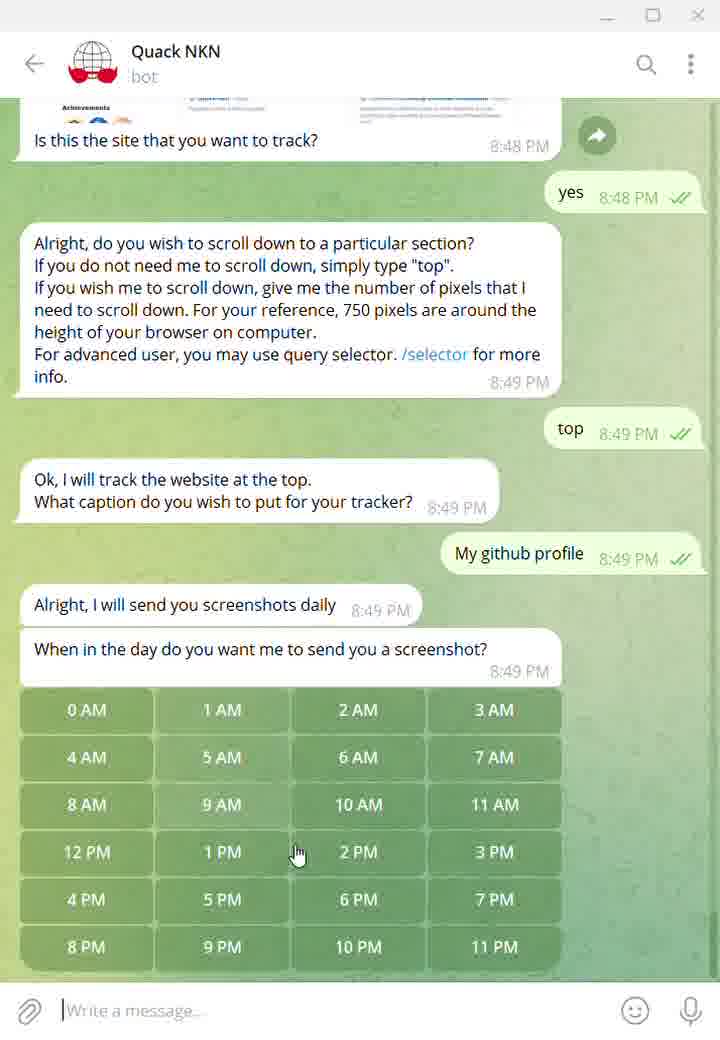 Quack NKN
bot
Achievements
Is this the site that you want to track?
8:48 PM
yes 8:48 PM
Alright, do you wish to scroll down to a particular section?
If you do not need me to scroll down, simply type "top".
If you wish me to scroll down, give me the number of pixels that I
need to scroll down. For your reference, 750 pixels are around the
height of your browser on computer.
For advanced user, you may use query selector. /selector for more
info.
8:49 PM
top 8:49 PM
Ok, I will track the website at the top.
What caption do you wish to put for your tracker? 8:49 PM
My github profile 8:49 PM
Alright, I will send you screenshots daily 8:49 PM
When in the day do you want me to send you a screenshot?
8:49 PM
0 AM 1 AM 2 AM 3 AM
4 AM 5 AM 6 AM 7 AM
8 AM 9 AM 10 AM 11 AM
12 PM 1 PM 2 PM 3 PM
4 PM 5 PM 6 PM 7 PM
8 PM 9 PM 10 PM 11 PM
Write a message...